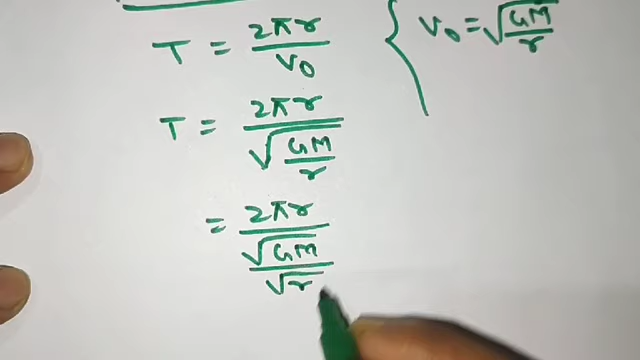 T = 2πr / V₀ { V₀ = √(GM/r)
T = 2πr / √(GM/r)
= 2πr / (√GM / √r)